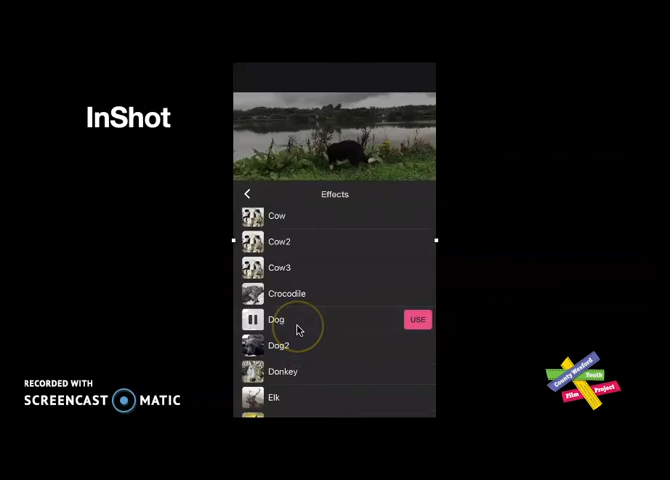 InShot
Effects
Cow
Cow2
Cow3
Crocodile
Dog
USE
Dog2
Donkey
Elk
RECORDED WITH
SCREENCAST MATIC
County Wexford
Youth
Film Project